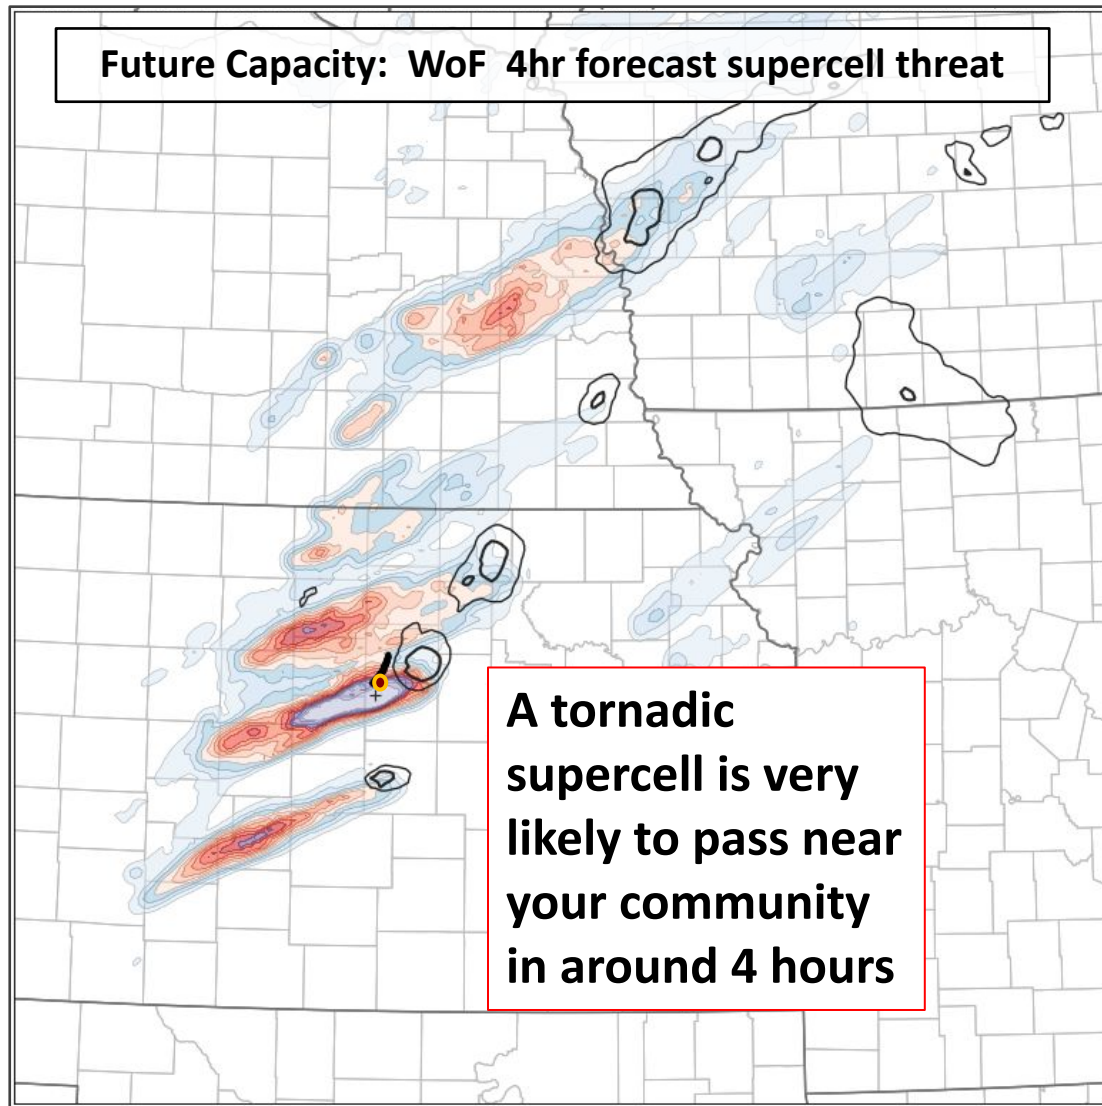 Future Capacity: WoF 4hr forecast supercell threat
A tornadic
supercell is very
likely to pass near
your community
in around 4 hours